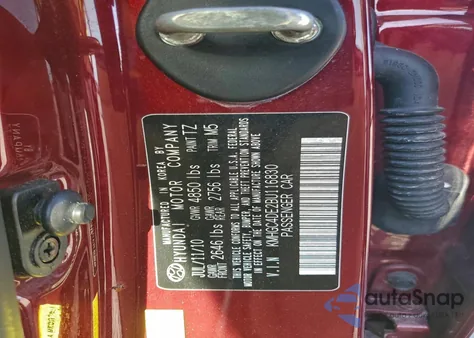 MANUFACTURED IN KOREA BY
HYUNDAI MOTOR COMPANY
JUL/11/10 GVWR 4850 lbs PAINT TZ
GAWR FRONT 2646 lbs GAWR REAR 2756 lbs TRIM M5
THIS VEHICLE CONFORMS TO ALL APPLICABLE U.S.A. FEDERAL
MOTOR VEHICLE SAFETY, BUMPER, AND THEFT PREVENTION STANDARDS
IN EFFECT ON THE DATE OF MANUFACTURE SHOWN ABOVE
V.I.N KMHGC4DE2BU116830
PASSENGER CAR
autoSnap